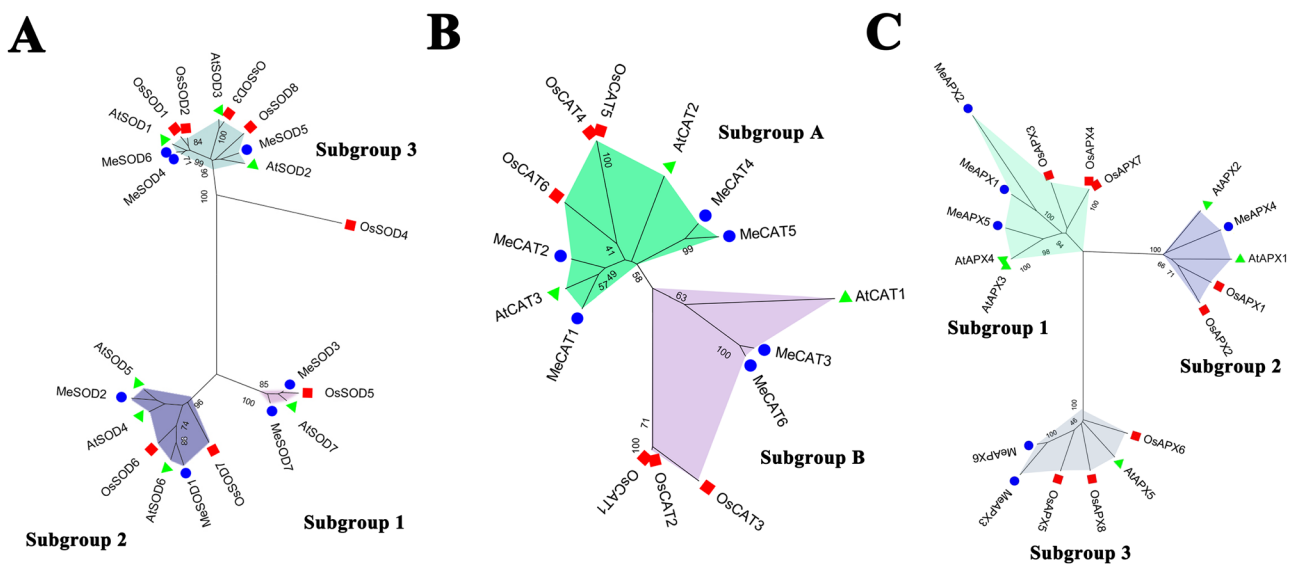 A
OsSOD1
OsSOD2
AtSOD3
OsSOD3
OsSOD8
AtSOD1
MeSOD5
Subgroup 3
MeSOD6
AtSOD2
MeSOD4
84
100
71
99
90
100
OsSOD4
AtSOD5
MeSOD3
MeSOD2
85
OsSOD5
96
100
AtSOD4
74
AtSOD7
OsSOD6
MeSOD7
AtSOD6
MeSOD1
OsSOD7
Subgroup 1
Subgroup 2
B
OsCAT4
OsCAT5
AtCAT2
Subgroup A
MeCAT4
OsCAT6
100
MeCAT5
MeCAT2
41
99
49
57
58
AtCAT3
63
AtCAT1
MeCAT1
100
MeCAT3
MeCAT6
71
100
Subgroup B
OsCAT1
OsCAT2
OsCAT3
C
MeAPX2
OsAPX3
OsAPX4
OsAPX7
MeAPX1
100
100
AtAPX2
MeAPX5
MeAPX4
94
98
100
AtAPX4
100
AtAPX1
66
71
AtAPX3
OsAPX1
Subgroup 1
OsAPX2
Subgroup 2
100
46
100
OsAPX6
MeAPX6
AtAPX5
MeAPX3
OsAPX5
OsAPX8
Subgroup 3